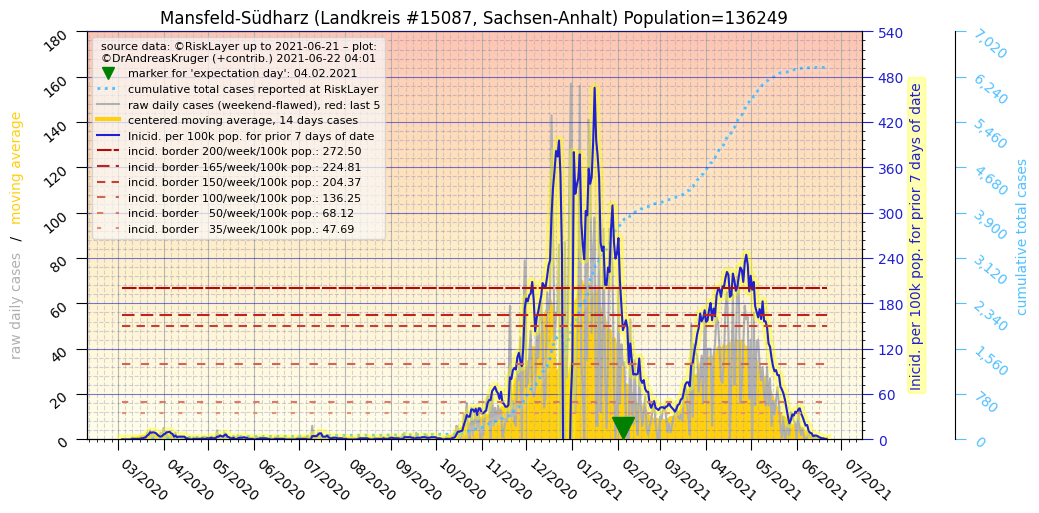 Mansfeld-Südharz (Landkreis #15087, Sachsen-Anhalt) Population=136249
source data: ©RiskLayer up to 2021-06-21 – plot:
©DrAndreasKruger (+contrib.) 2021-06-22 04:01
marker for 'expectation day': 04.02.2021
cumulative total cases reported at RiskLayer
raw daily cases (weekend-flawed), red: last 5
centered moving average, 14 days cases
Inicid. per 100k pop. for prior 7 days of date
incid. border 200/week/100k pop.: 272.50
incid. border 165/week/100k pop.: 224.81
incid. border 150/week/100k pop.: 204.37
incid. border 100/week/100k pop.: 136.25
incid. border   50/week/100k pop.: 68.12
incid. border   35/week/100k pop.: 47.69
raw daily cases / moving average
180
160
140
120
100
80
60
40
20
0
540
480
420
360
300
240
180
120
60
0
Inicid. per 100k pop. for prior 7 days of date
7,020
6,240
5,460
4,680
3,900
3,120
2,340
1,560
780
0
cumulative total cases
03/2020
04/2020
05/2020
06/2020
07/2020
08/2020
09/2020
10/2020
11/2020
12/2020
01/2021
02/2021
03/2021
04/2021
05/2021
06/2021
07/2021